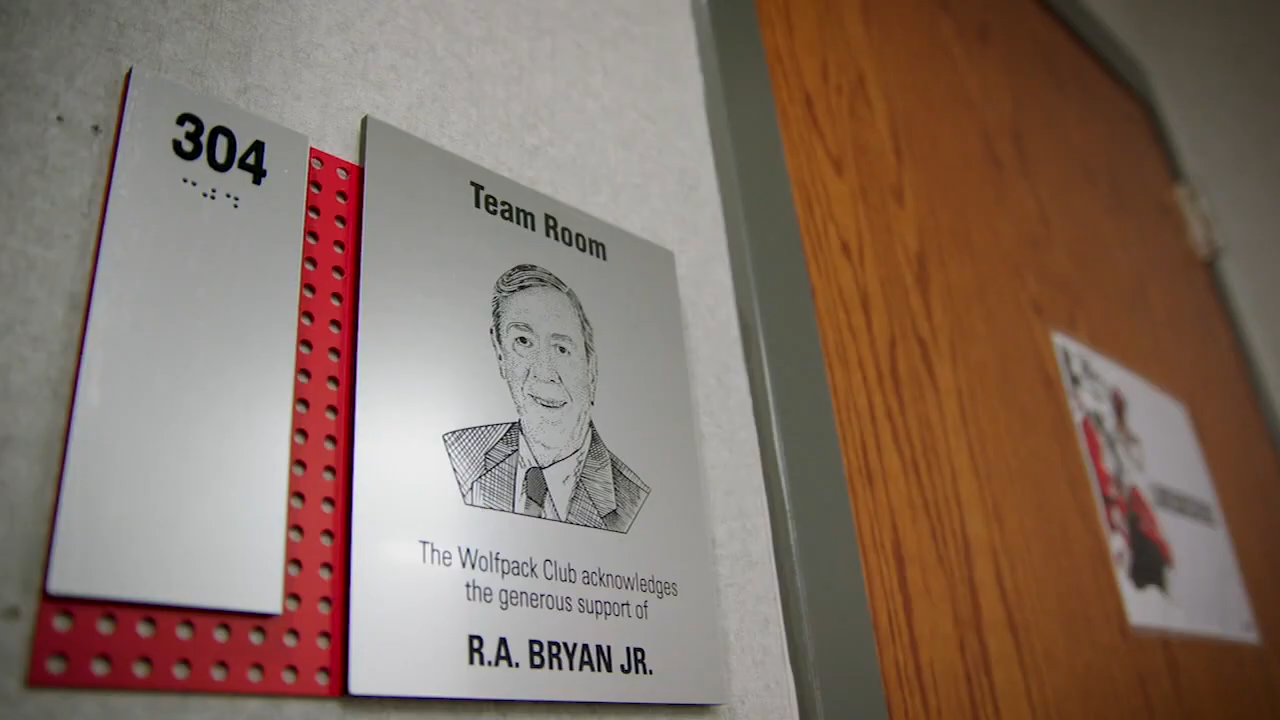 304
Team Room
The Wolfpack Club acknowledges
the generous support of
R.A. BRYAN JR.